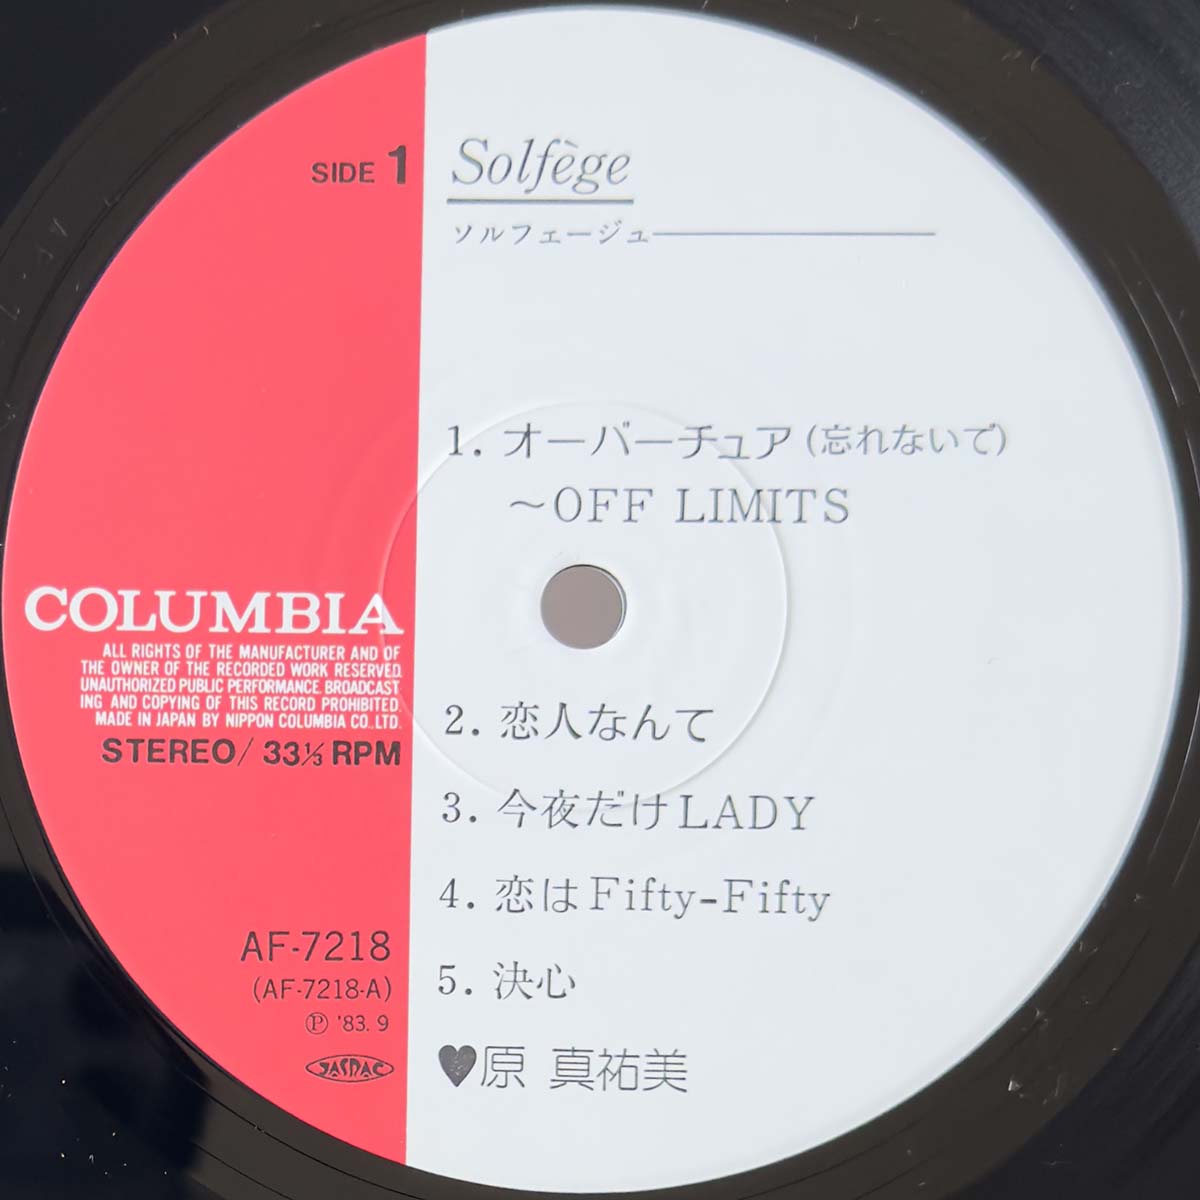 SIDE 1
Solfège
ソルフェージュ
1. オーバーチュア (忘れないで)
～OFF LIMITS
2. 恋人なんて
3. 今夜だけLADY
4. 恋はFifty-Fifty
5. 決心
♥原 真祐美
COLUMBIA
ALL RIGHTS OF THE MANUFACTURER AND OF
THE OWNER OF THE RECORDED WORK RESERVED.
UNAUTHORIZED PUBLIC PERFORMANCE. BROADCAST
ING AND COPYING OF THIS RECORD PROHIBITED.
MADE IN JAPAN BY NIPPON COLUMBIA CO., LTD.
STEREO/ 33⅓ RPM
AF-7218
(AF-7218-A)
Ⓟ '83. 9
JASRAC